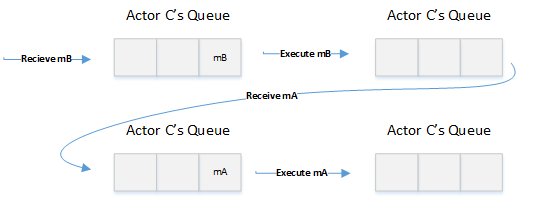 Actor C's Queue
Actor C's Queue
Recieve mB
mB
Execute mB
Receive mA
Actor C's Queue
Actor C's Queue
mA
Execute mA